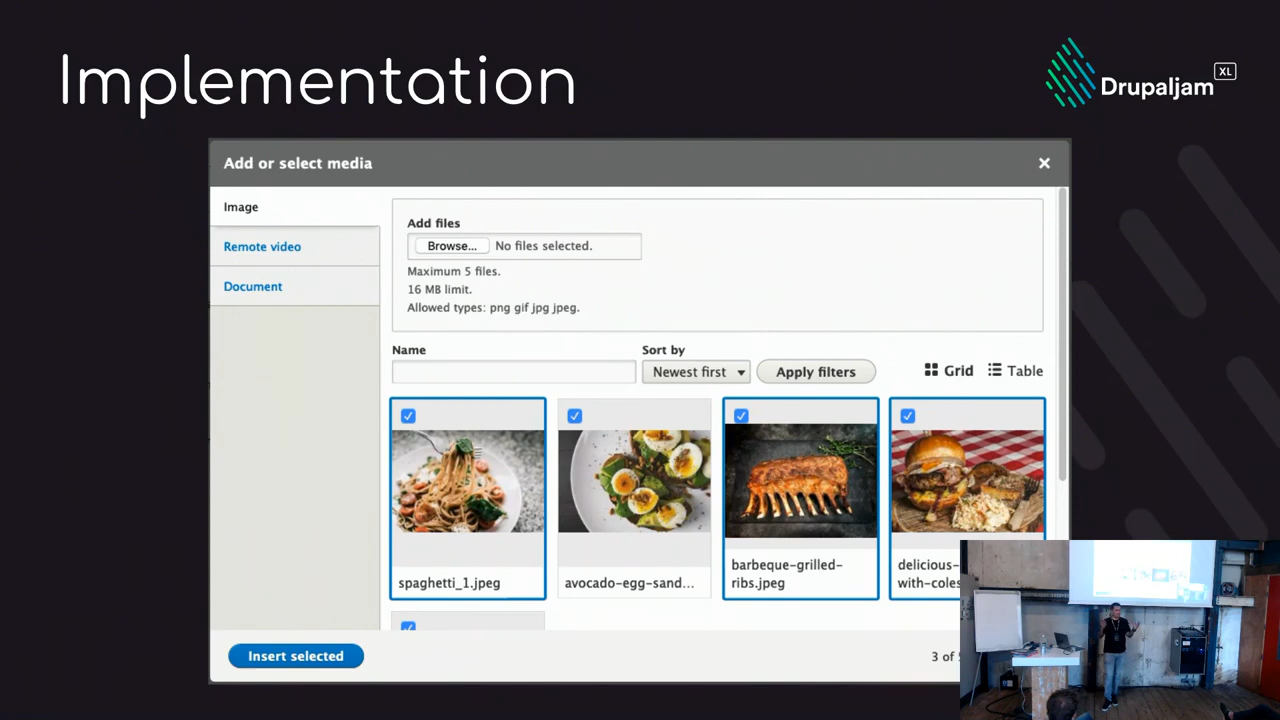 Implementation
Drupaljam XL
Add or select media
Image
Remote video
Document
Add files
Browse... No files selected.
Maximum 5 files.
16 MB limit.
Allowed types: png gif jpg jpeg.
Name
Sort by
Newest first
Apply filters
Grid
Table
spaghetti_1.jpeg
avocado-egg-sand...
barbeque-grilled-
ribs.jpeg
delicious-
with-coles
Insert selected
3 of